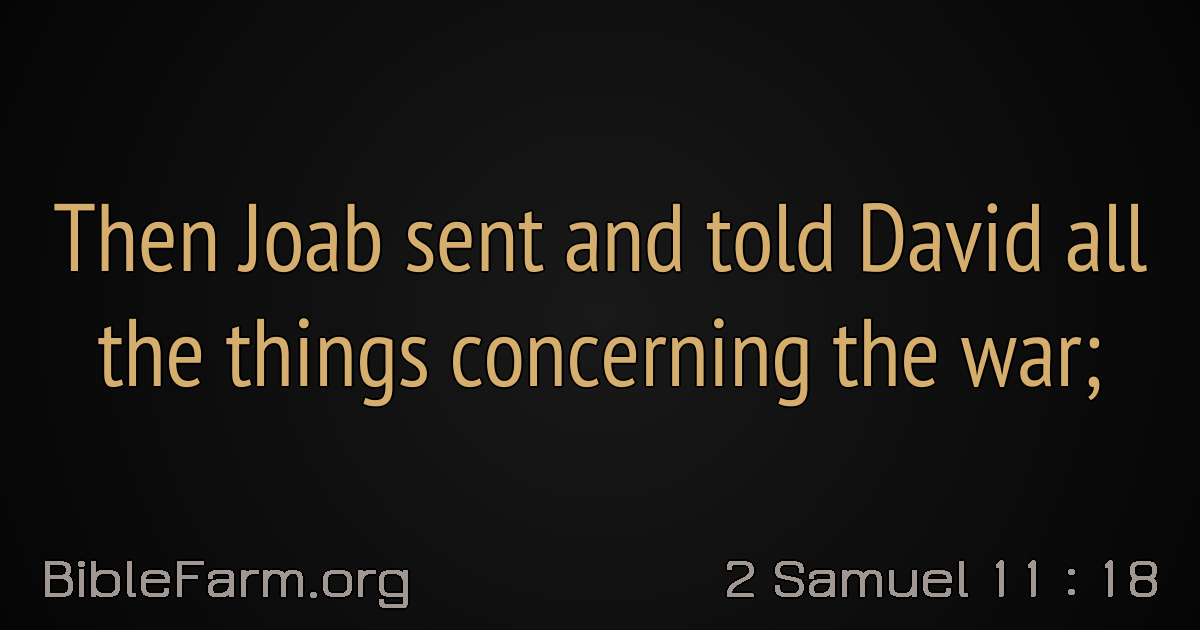 Then Joab sent and told David all
the things concerning the war;
BibleFarm.org
2 Samuel 11 : 18